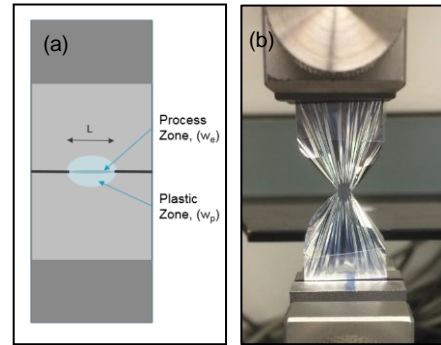 (a)
L
Process
Zone, (wₑ)
Plastic
Zone, (wₚ)
(b)